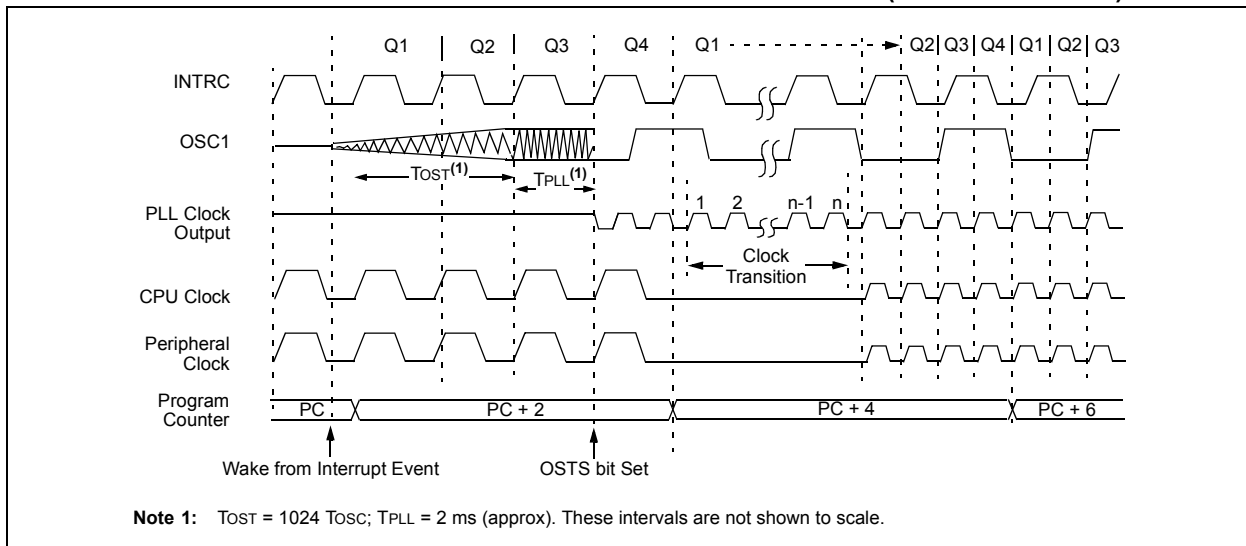 Q1 Q2 Q3 Q4 Q1 Q2 Q3 Q4 Q1 Q2 Q3
INTRC
OSC1
TOST(1) TPLL(1)
PLL Clock
Output
1 2 n-1 n
Clock
Transition
CPU Clock
Peripheral
Clock
Program
Counter
PC PC + 2 PC + 4 PC + 6
Wake from Interrupt Event OSTS bit Set
Note 1: TOST = 1024 TOSC; TPLL = 2 ms (approx). These intervals are not shown to scale.